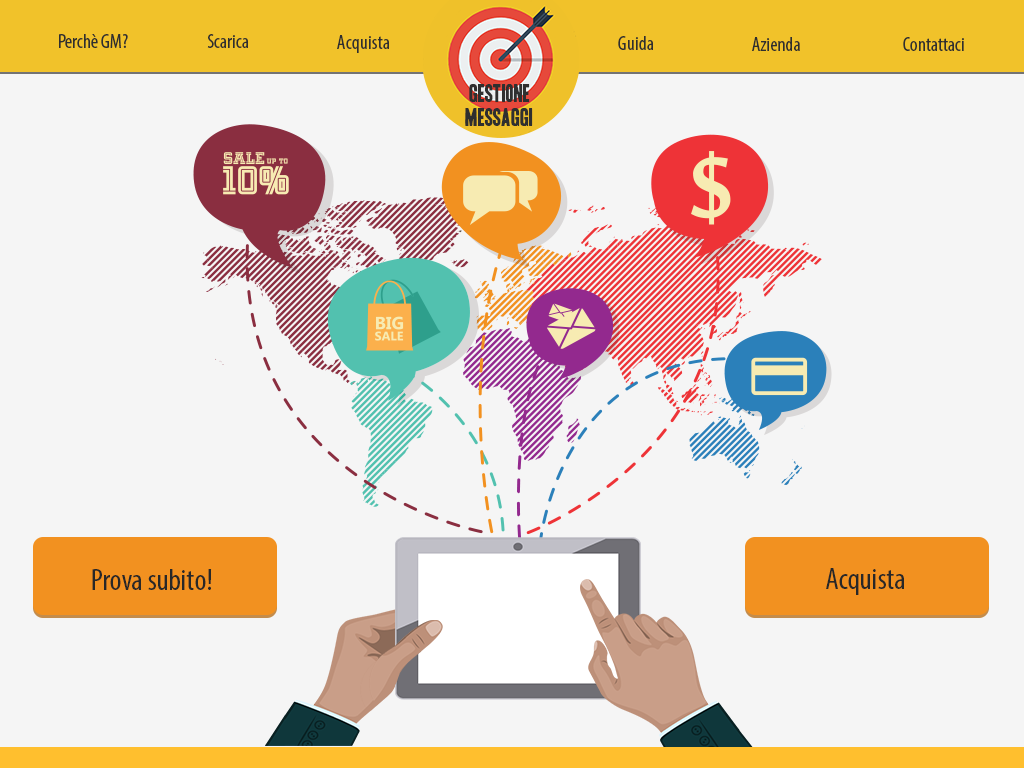 Perchè GM?
Scarica
Acquista
GESTIONE
MESSAGGI
Guida
Azienda
Contattaci
SALE UP TO
10%
$
BIG
SALE
Prova subito!
Acquista